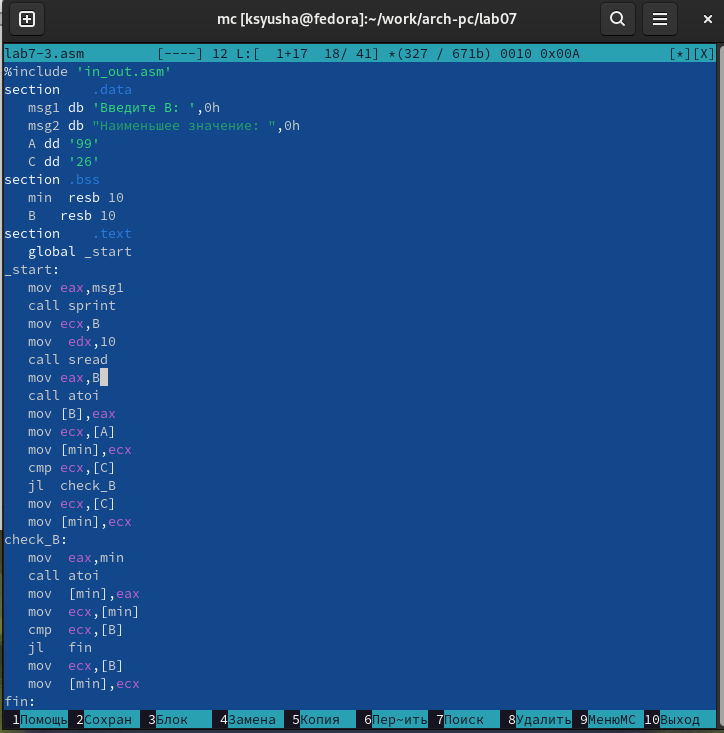 mc [ksyusha@fedora]:~/work/arch-pc/lab07
lab7-3.asm [----] 12 L:[ 1+17 18/ 41] *(327 / 671b) 0010 0x00A [*][X]
%include 'in_out.asm'
section .data
msg1 db 'Введите В: ',0h
msg2 db "Наименьшее значение: ",0h
A dd '99'
C dd '26'
section .bss
min resb 10
B resb 10
section .text
global _start
_start:
mov eax,msg1
call sprint
mov ecx,B
mov edx,10
call sread
mov eax,B
call atoi
mov [B],eax
mov ecx,[A]
mov [min],ecx
cmp ecx,[C]
jl check_B
mov ecx,[C]
mov [min],ecx
check_B:
mov eax,min
call atoi
mov [min],eax
mov ecx,[min]
cmp ecx,[B]
jl fin
mov ecx,[B]
mov [min],ecx
fin:
1Помощь 2Сохран 3Блок 4Замена 5Копия 6Пер~ить 7Поиск 8Удалить 9МенюМС 10Выход